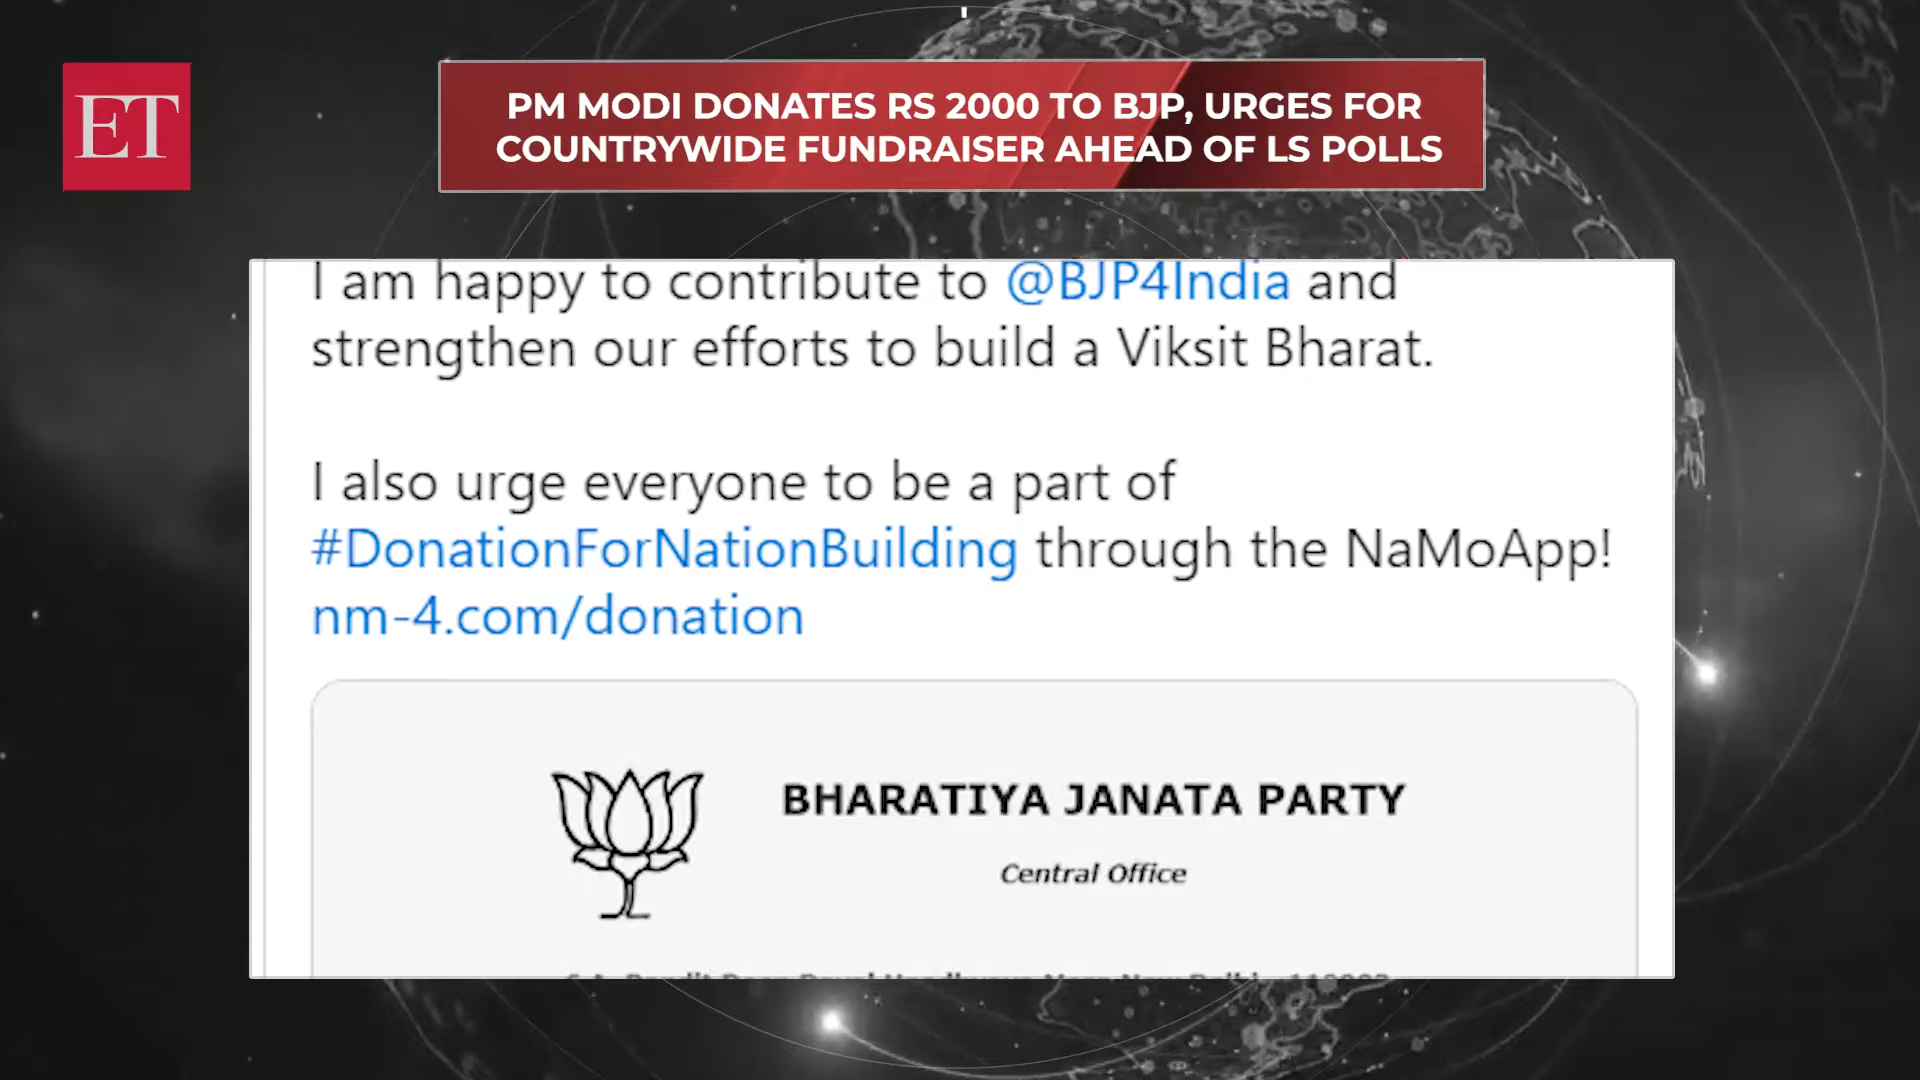 ET
PM MODI DONATES RS 2000 TO BJP, URGES FOR
COUNTRYWIDE FUNDRAISER AHEAD OF LS POLLS
I am happy to contribute to @BJP4India and
strengthen our efforts to build a Viksit Bharat.
I also urge everyone to be a part of
#DonationForNationBuilding through the NaMoApp!
nm-4.com/donation
BHARATIYA JANATA PARTY
Central Office